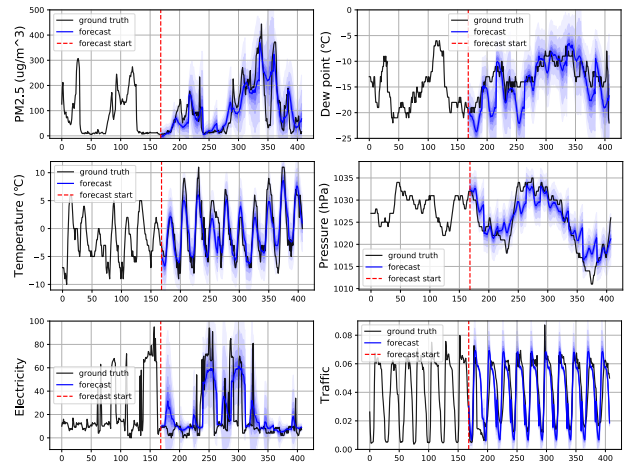 500
400
300
200
100
0
PM2.5 (ug/m^3)
ground truth
forecast
forecast start
0 50 100 150 200 250 300 350 400
−5
−10
−15
−20
−25
Dew point (℃)
ground truth
forecast
forecast start
0 50 100 150 200 250 300 350 400
10
5
0
−5
−10
Temperature (℃)
ground truth
forecast
forecast start
0 50 100 150 200 250 300 350 400
1035
1030
1025
1020
1015
1010
Pressure (hPa)
ground truth
forecast
forecast start
0 50 100 150 200 250 300 350 400
100
80
60
40
20
0
Electricity
ground truth
forecast
forecast start
0 50 100 150 200 250 300 350 400
0.08
0.06
0.04
0.02
0.00
Traffic
ground truth
forecast
forecast start
0 50 100 150 200 250 300 350 400